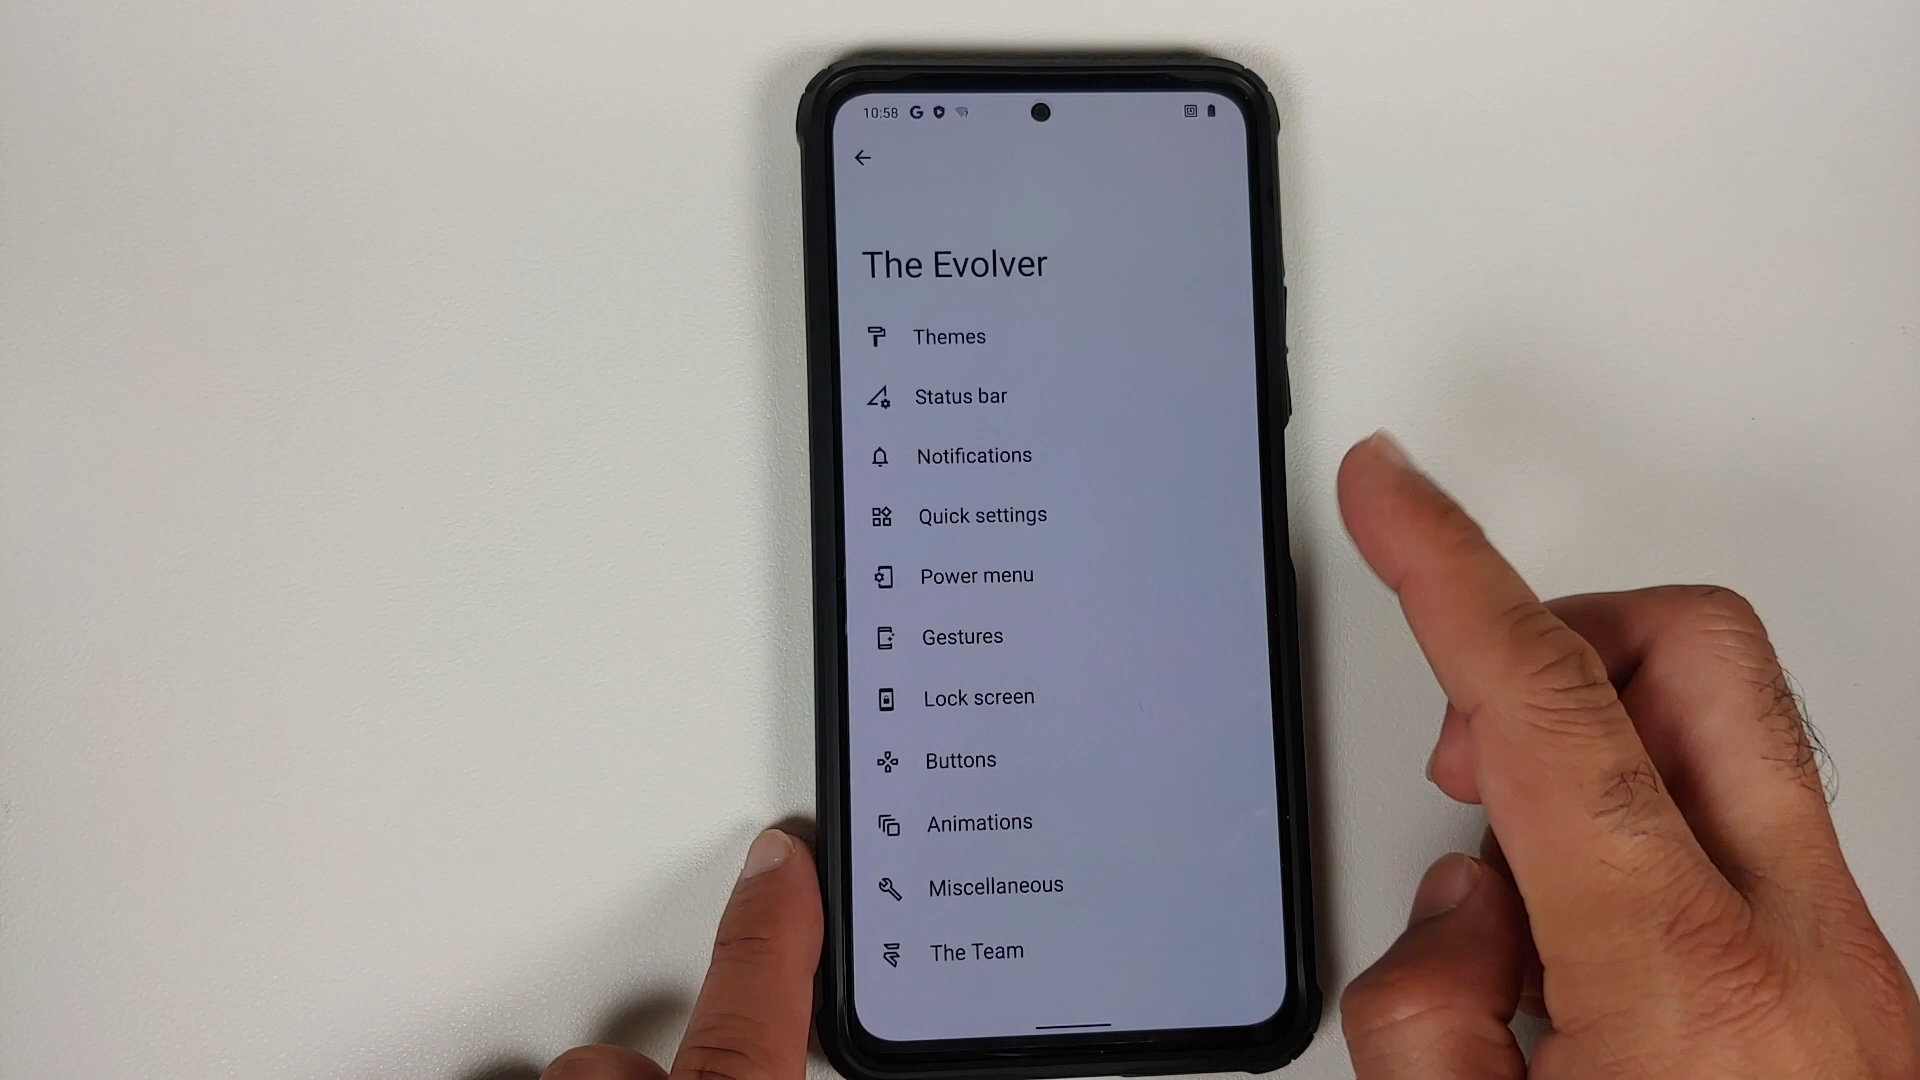 10:58
The Evolver
Themes
Status bar
Notifications
Quick settings
Power menu
Gestures
Lock screen
Buttons
Animations
Miscellaneous
The Team